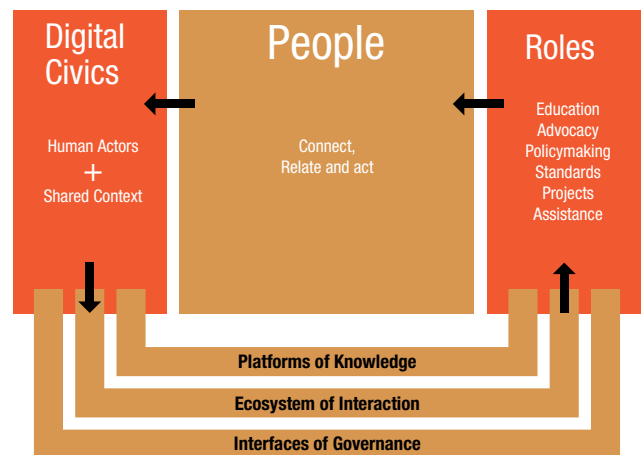 Digital
Civics
Human Actors
+
Shared Context
People
Connect,
Relate and act
Roles
Education
Advocacy
Policymaking
Standards
Projects
Assistance
Platforms of Knowledge
Ecosystem of Interaction
Interfaces of Governance